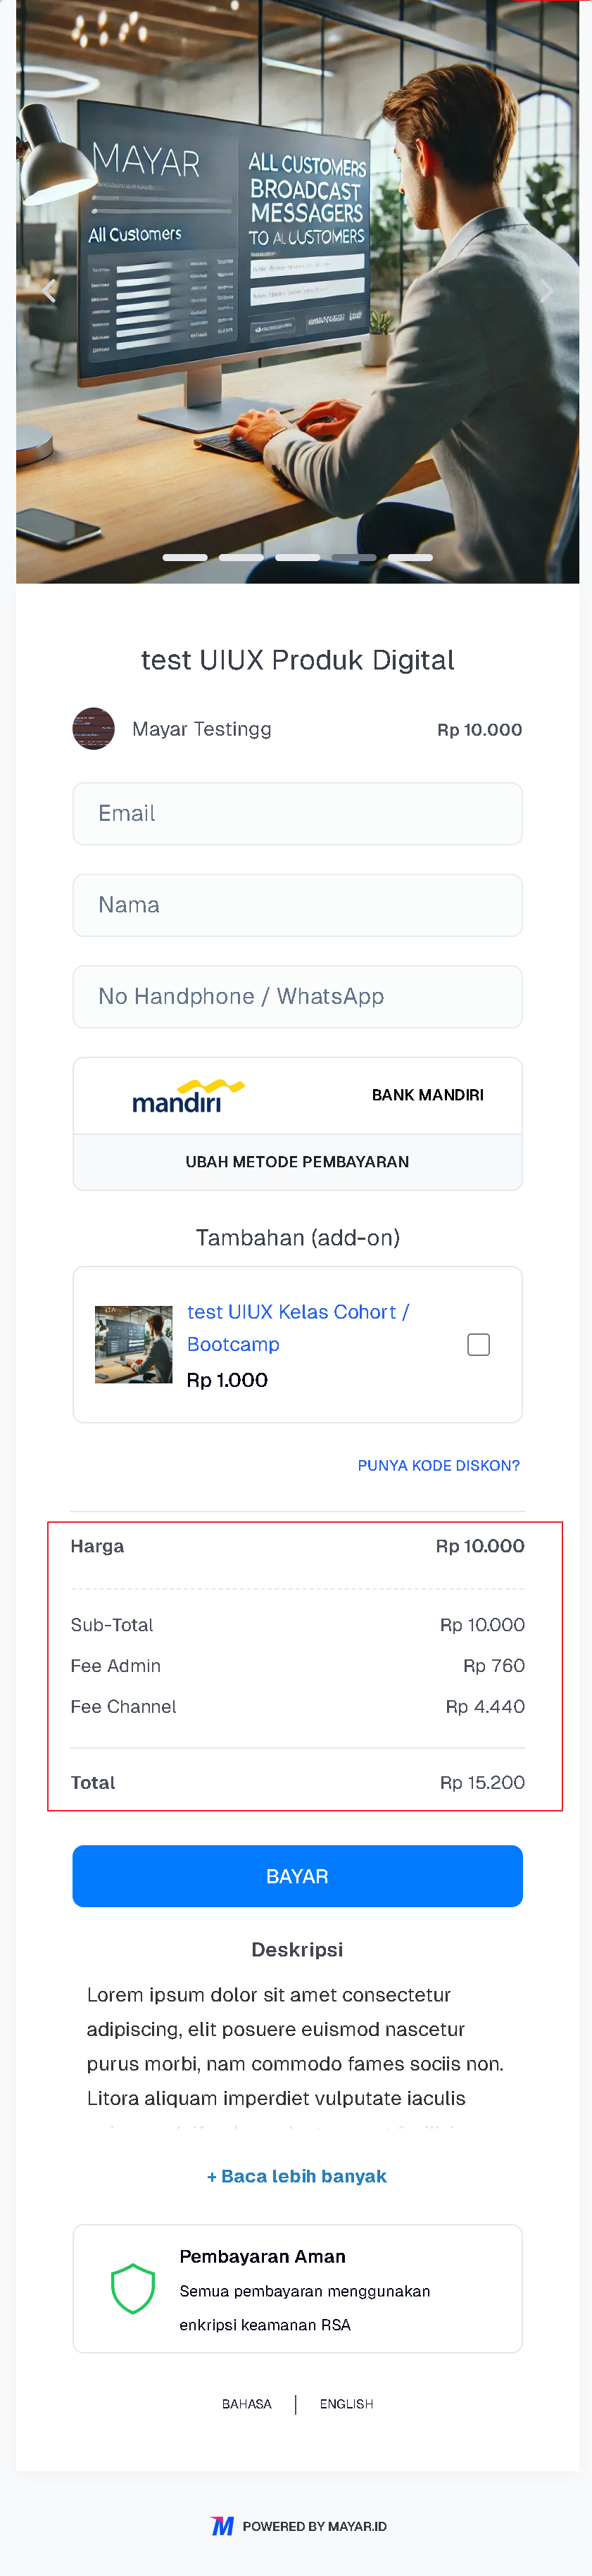 MAYAR
All Customers
ALL CUSTOMERS
BROADCAST
MESSAGERS
TO ALL CUSTOMERS
test UIUX Produk Digital
Mayar Testingg
Rp 10.000
Email
Nama
No Handphone / WhatsApp
mandırı
BANK MANDIRI
UBAH METODE PEMBAYARAN
Tambahan (add-on)
test UIUX Kelas Cohort /
Bootcamp
Rp 1.000
PUNYA KODE DISKON?
Harga Rp 10.000
Sub-Total Rp 10.000
Fee Admin Rp 760
Fee Channel Rp 4.440
Total Rp 15.200
BAYAR
Deskripsi
Lorem ipsum dolor sit amet consectetur
adipiscing, elit posuere euismod nascetur
purus morbi, nam commodo fames sociis non.
Litora aliquam imperdiet vulputate iaculis
+ Baca lebih banyak
Pembayaran Aman
Semua pembayaran menggunakan
enkripsi keamanan RSA
BAHASA | ENGLISH
POWERED BY MAYAR.ID